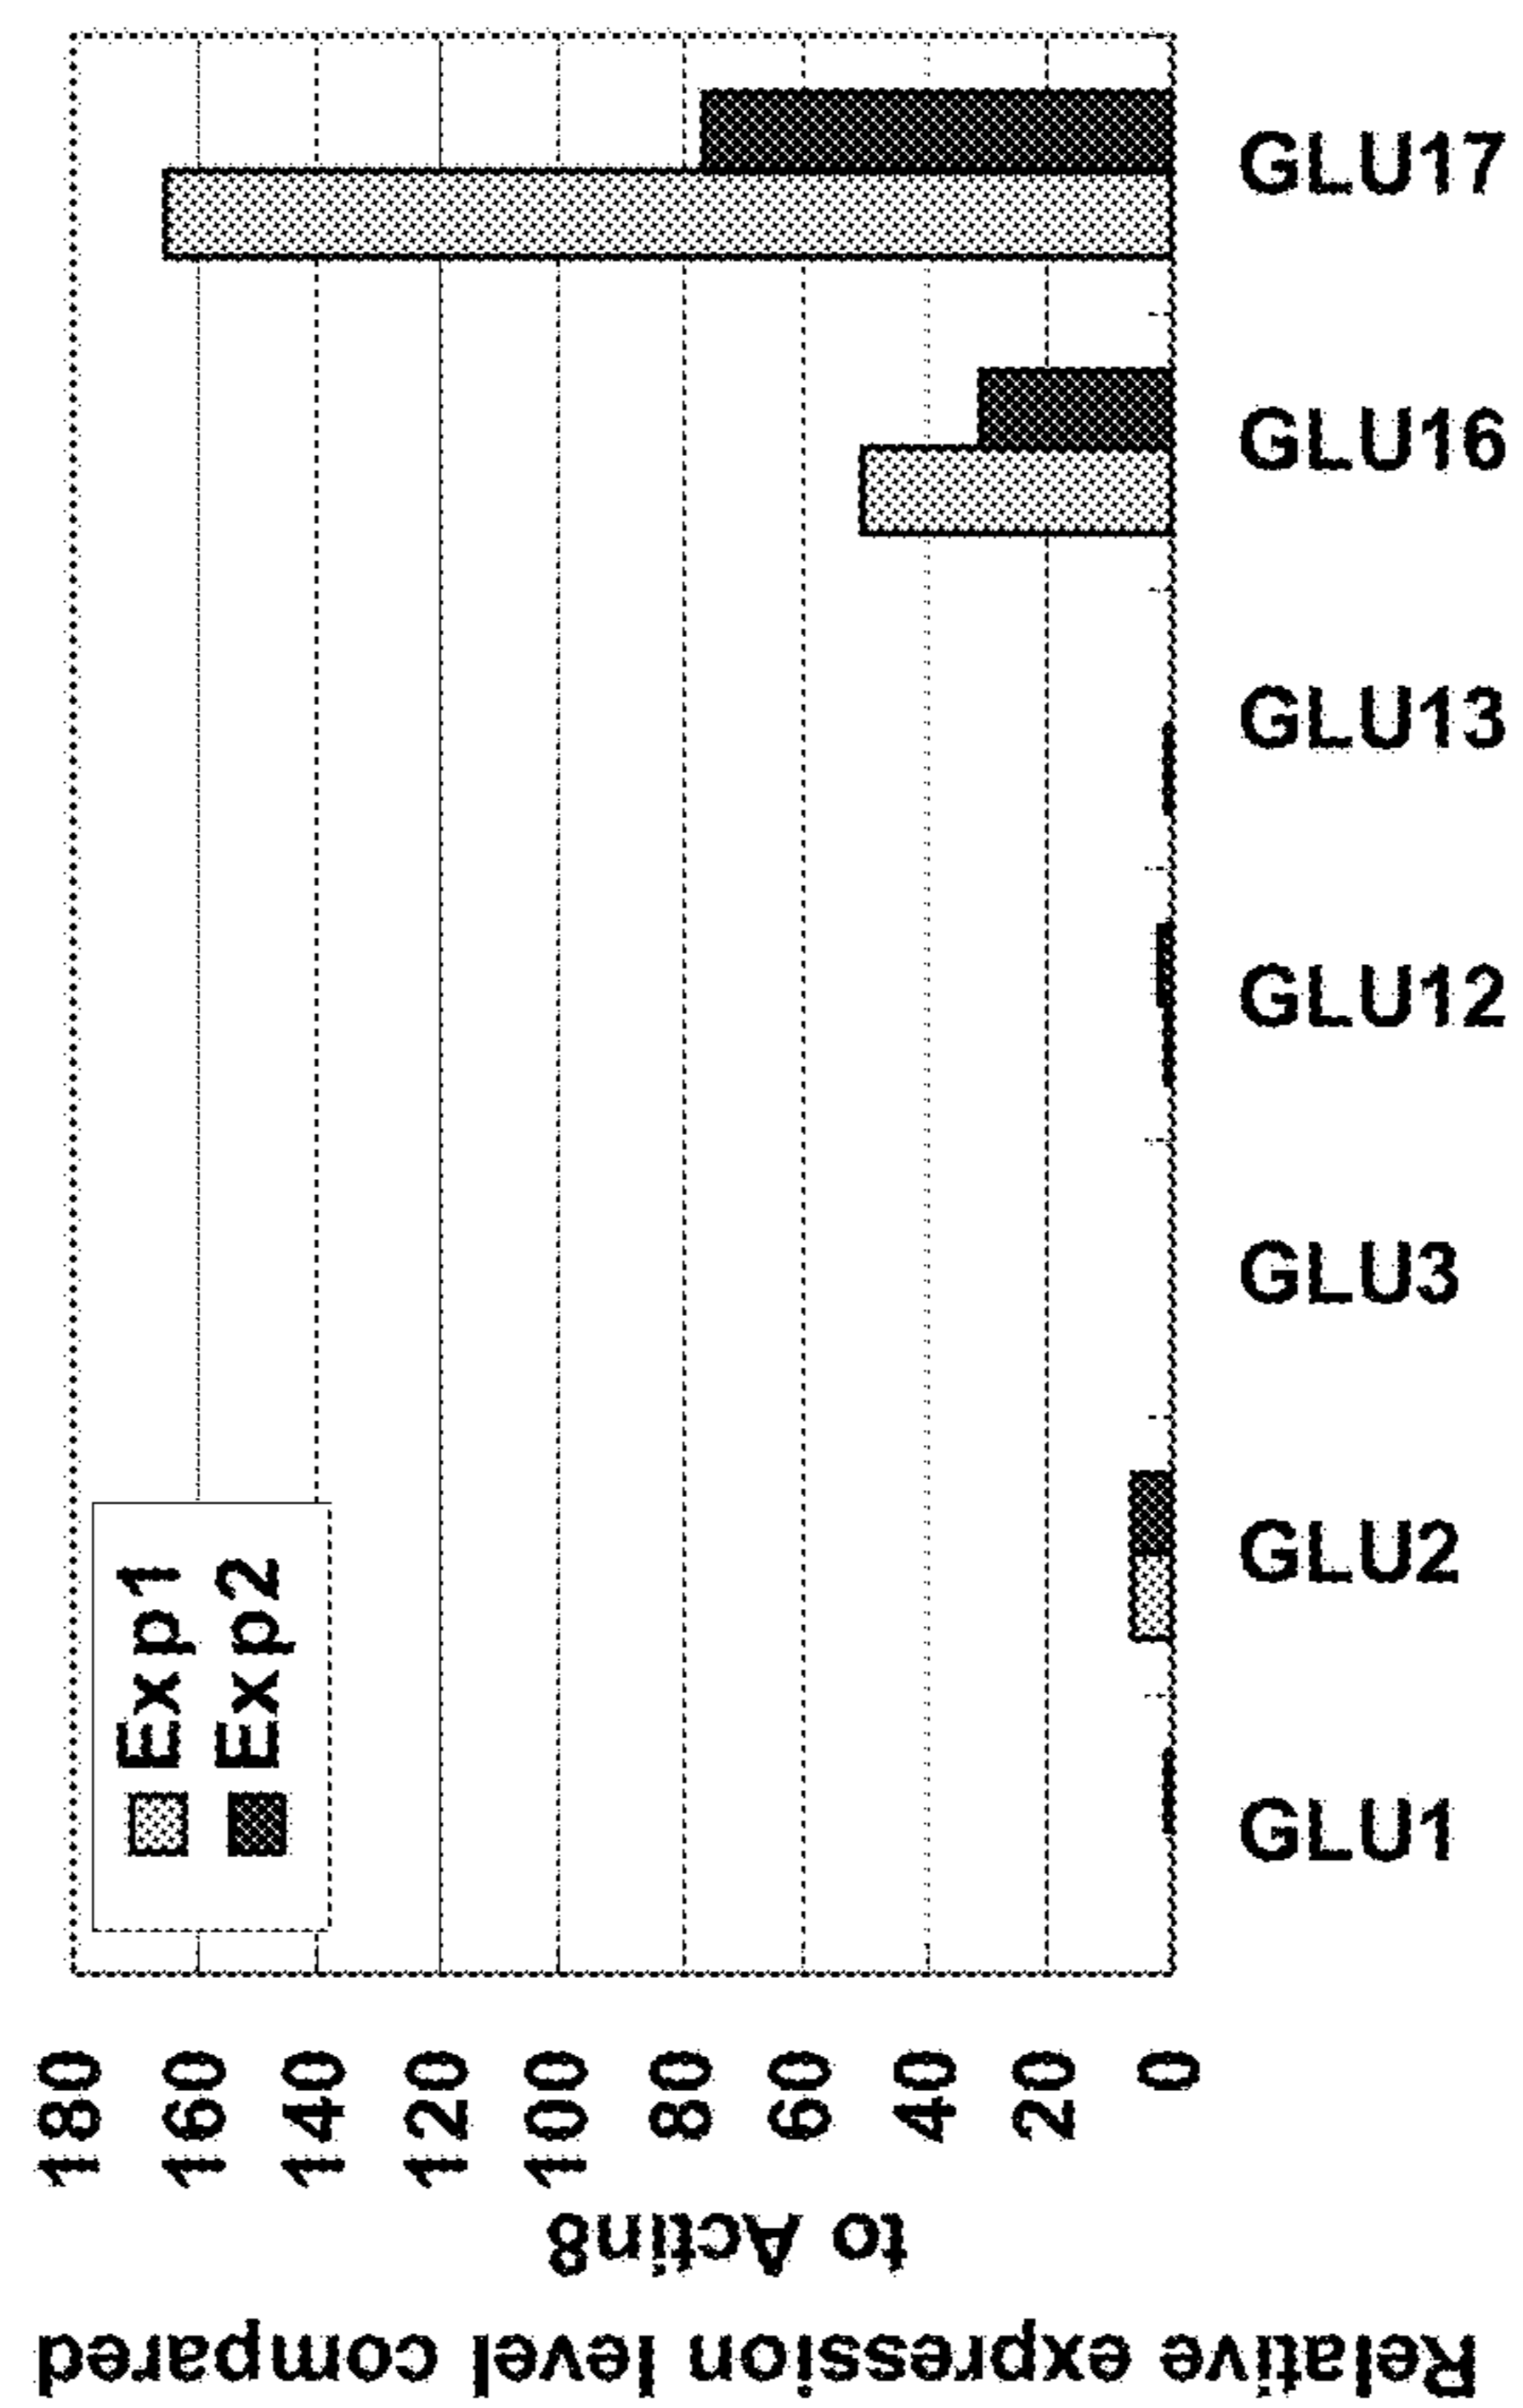 Relative expression level compared
to Actin8
180
160
140
120
100
80
60
40
20
0
Exp1
Exp2
GLU1
GLU2
GLU3
GLU12
GLU13
GLU16
GLU17